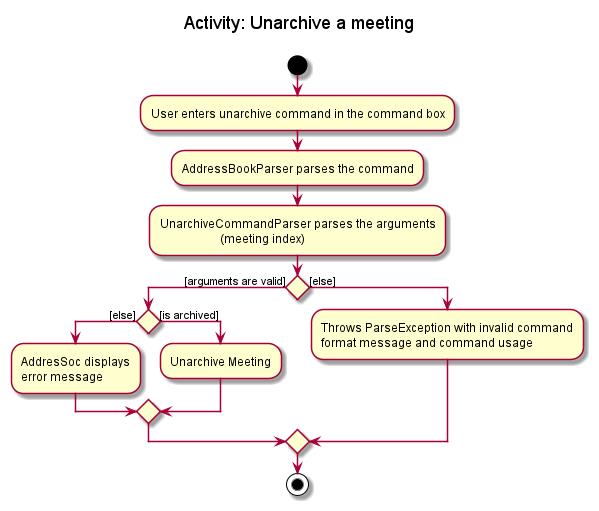 Activity: Unarchive a meeting
User enters unarchive command in the command box
AddressBookParser parses the command
UnarchiveCommandParser parses the arguments
(meeting index)
[arguments are valid]
[else]
[else]
[is archived]
Throws ParseException with invalid command
format message and command usage
AddresSoc displays
error message
Unarchive Meeting